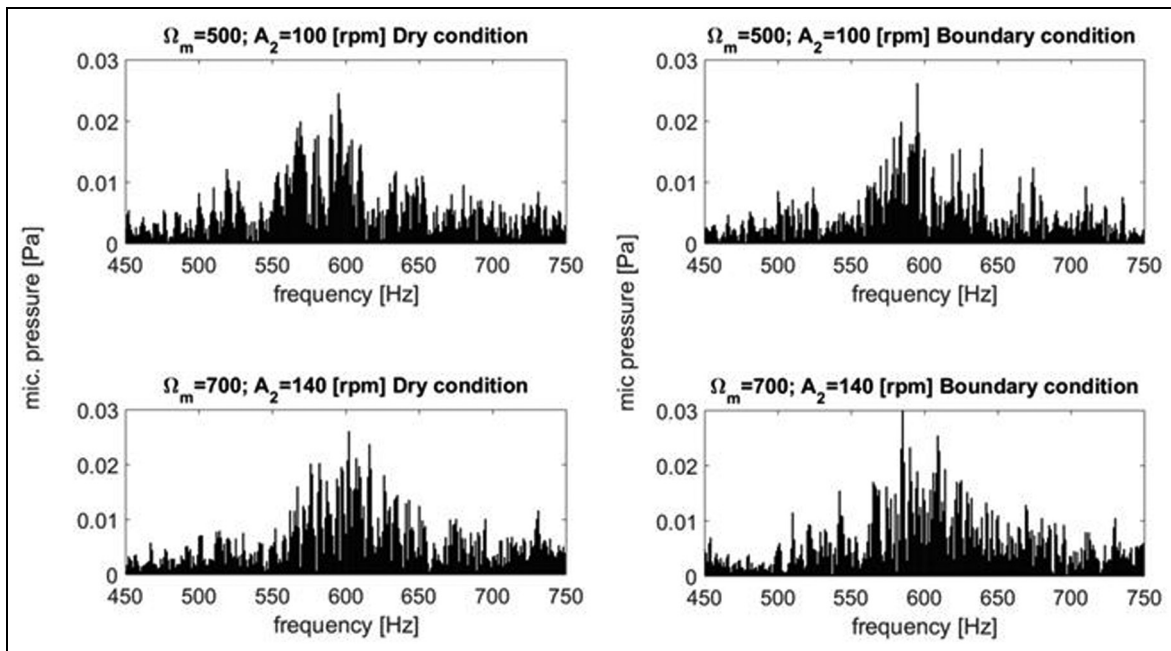 Ωm=500; A2=100 [rpm] Dry condition
0.03
0.02
0.01
0
450 500 550 600 650 700 750
frequency [Hz]
Ωm=500; A2=100 [rpm] Boundary condition
0.03
0.02
0.01
0
450 500 550 600 650 700 750
frequency [Hz]
mic. pressure [Pa]
mic pressure [Pa]
Ωm=700; A2=140 [rpm] Dry condition
0.03
0.02
0.01
0
450 500 550 600 650 700 750
frequency [Hz]
Ωm=700; A2=140 [rpm] Boundary condition
0.03
0.02
0.01
0
450 500 550 600 650 700 750
frequency [Hz]